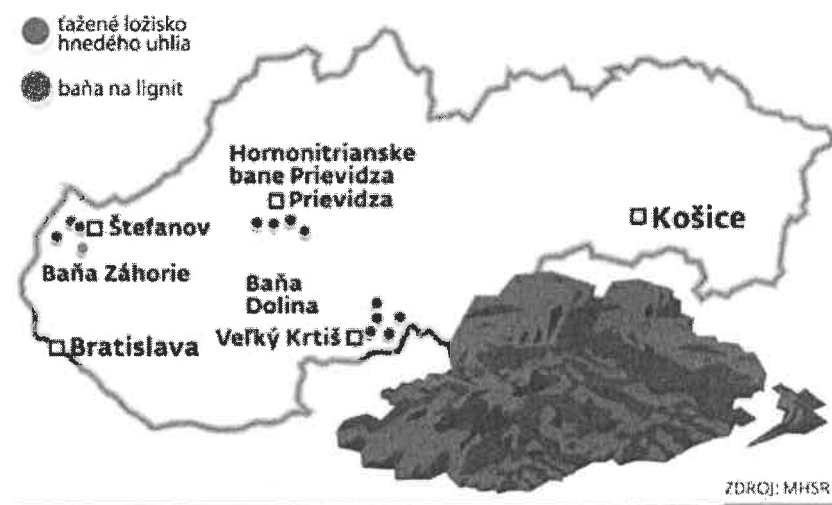 ťažené ložisko
hnedého uhlia
baňa na lignit
Hornonitrianske
bane Prievidza
Prievidza
Štefanov
Košice
Baňa Záhorie
Baňa
Dolina
Veľký Krtíš
Bratislava
ZDROJ: MHSR